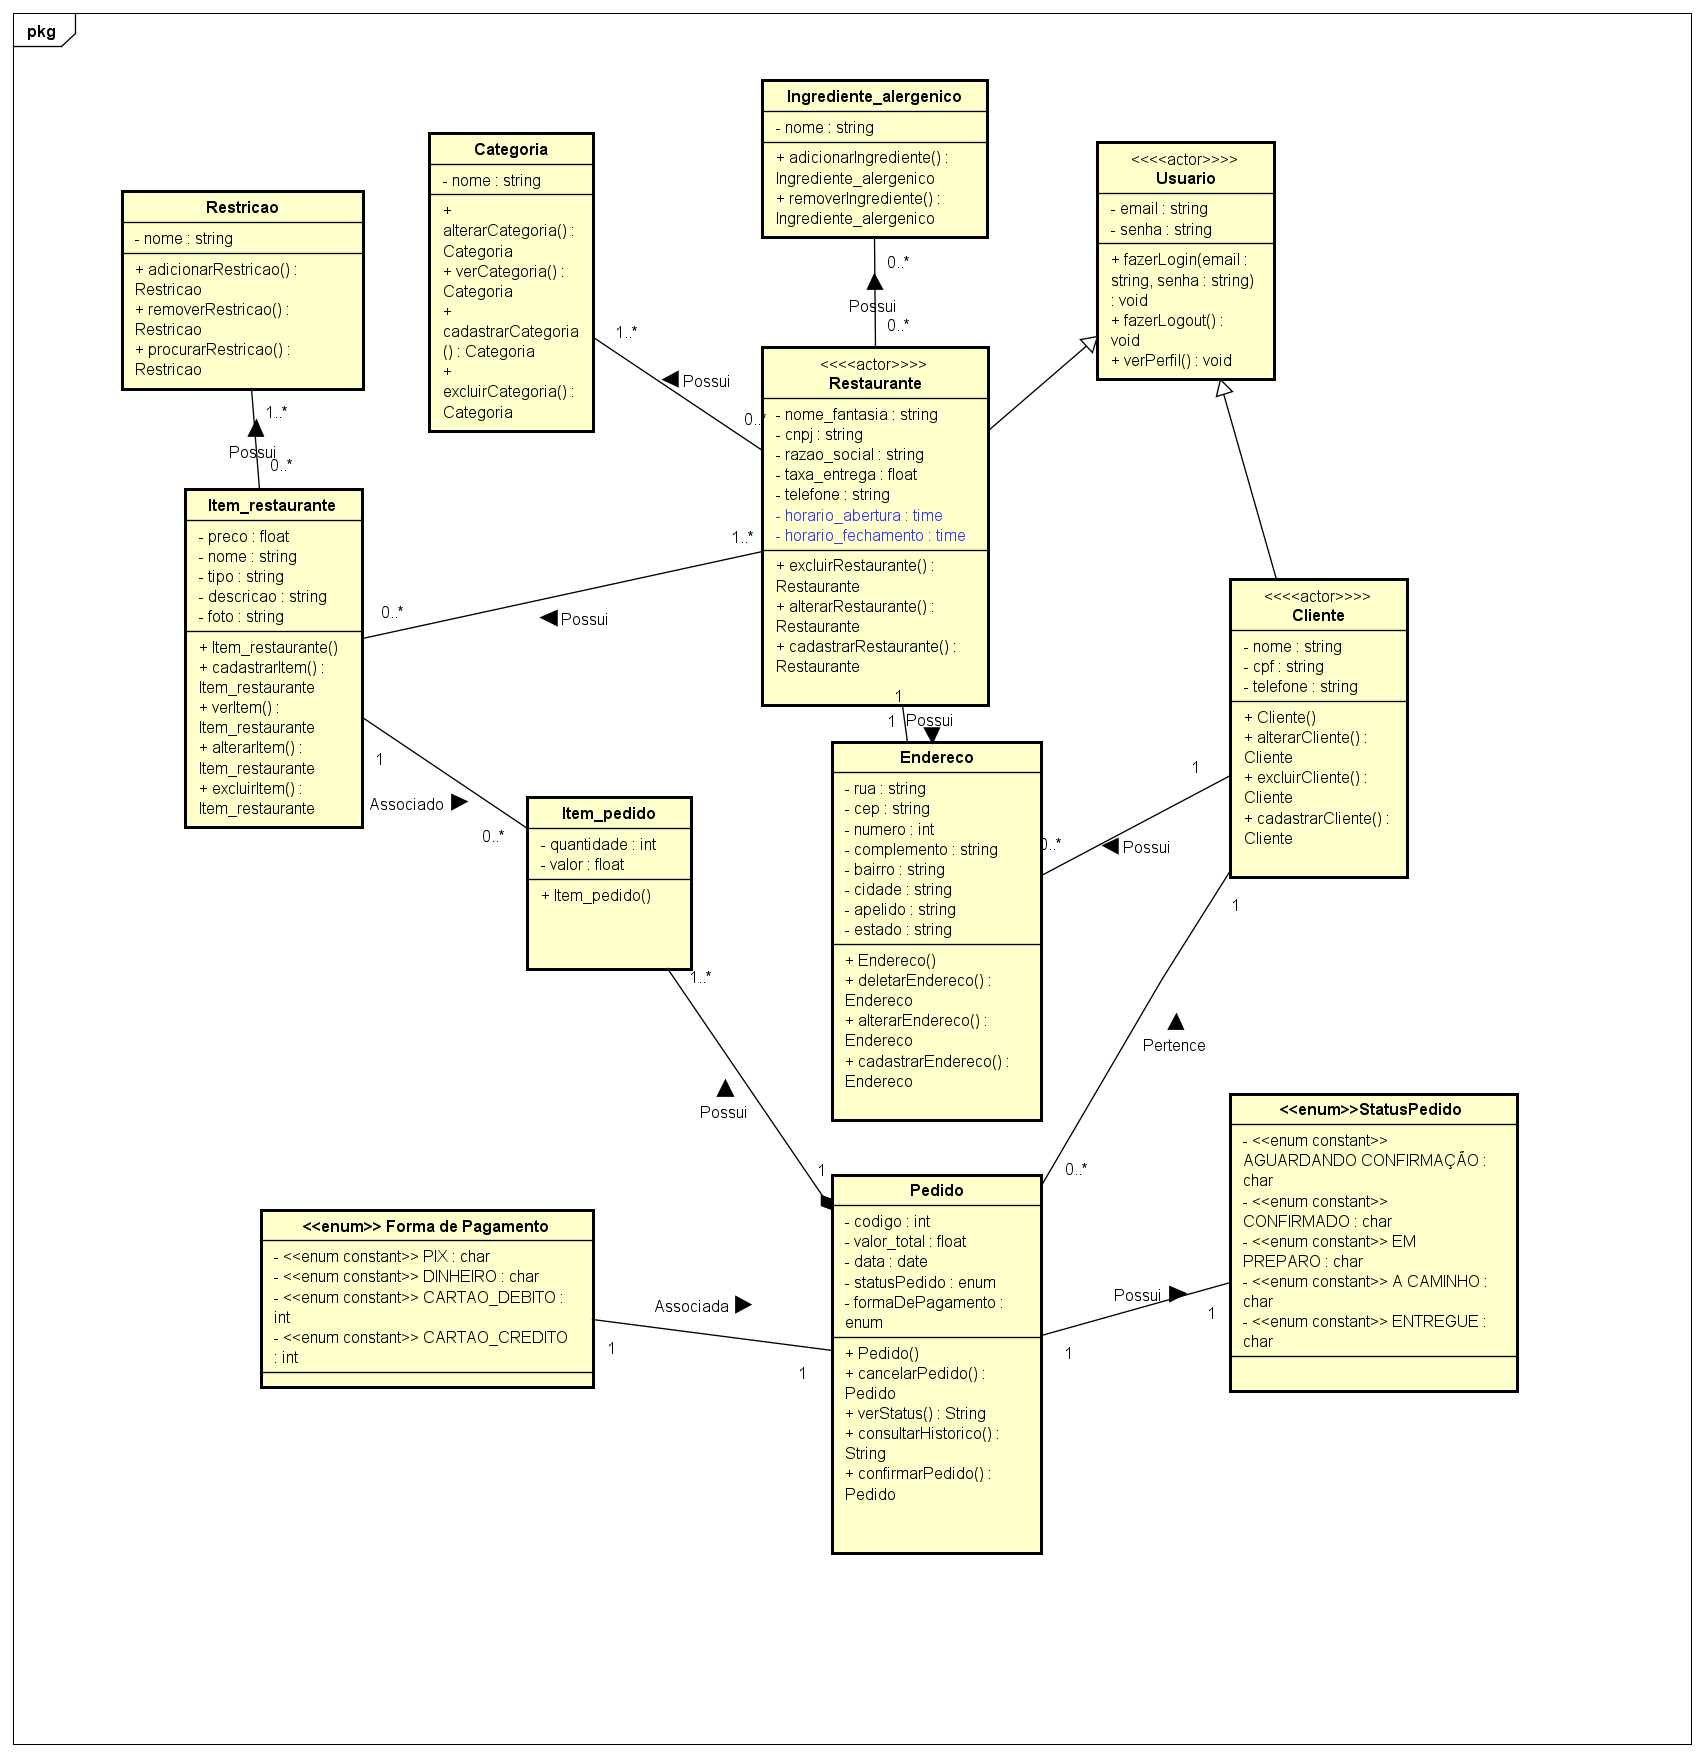 pkg
Ingrediente_alergenico
- nome : string
+ adicionarIngrediente() :
Ingrediente_alergenico
+ removerIngrediente() :
Ingrediente_alergenico
Categoria
- nome : string
+
alterarCategoria() :
Categoria
+ verCategoria() :
Categoria
+
cadastrarCategoria
() : Categoria
+
excluirCategoria() :
Categoria
<<<<actor>>>>
Usuario
- email : string
- senha : string
+ fazerLogin(email :
string, senha : string)
: void
+ fazerLogout() :
void
+ verPerfil() : void
Restricao
- nome : string
+ adicionarRestricao() :
Restricao
+ removerRestricao() :
Restricao
+ procurarRestricao() :
Restricao
0..*
Possui
0..*
1..*
Possui
0..*
1..*
Possui
0..*
<<<<actor>>>>
Restaurante
- nome_fantasia : string
- cnpj : string
- razao_social : string
- taxa_entrega : float
- telefone : string
- horario_abertura : time
- horario_fechamento : time
+ excluirRestaurante() :
Restaurante
+ alterarRestaurante() :
Restaurante
+ cadastrarRestaurante() :
Restaurante
Item_restaurante
- preco : float
- nome : string
- tipo : string
- descricao : string
- foto : string
+ Item_restaurante()
+ cadastrarItem() :
Item_restaurante
+ verItem() :
Item_restaurante
+ alterarItem() :
Item_restaurante
+ excluirItem() :
Item_restaurante
1..*
0..*
Possui
<<<<actor>>>>
Cliente
- nome : string
- cpf : string
- telefone : string
+ Cliente()
+ alterarCliente() :
Cliente
+ excluirCliente() :
Cliente
+ cadastrarCliente() :
Cliente
1
1
Possui
1
Associado
0..*
Item_pedido
- quantidade : int
- valor : float
+ Item_pedido()
Endereco
- rua : string
- cep : string
- numero : int
- complemento : string
- bairro : string
- cidade : string
- apelido : string
- estado : string
+ Endereco()
+ deletarEndereco() :
Endereco
+ alterarEndereco() :
Endereco
+ cadastrarEndereco() :
Endereco
1
0..*
Possui
1
Pertence
0..*
1..*
Possui
1
<<enum>>StatusPedido
- <<enum constant>>
AGUARDANDO CONFIRMAÇÃO :
char
- <<enum constant>>
CONFIRMADO : char
- <<enum constant>> EM
PREPARO : char
- <<enum constant>> A CAMINHO :
char
- <<enum constant>> ENTREGUE :
char
Pedido
- codigo : int
- valor_total : float
- data : date
- statusPedido : enum
- formaDePagamento :
enum
+ Pedido()
+ cancelarPedido() :
Pedido
+ verStatus() : String
+ consultarHistorico() :
String
+ confirmarPedido() :
Pedido
<<enum>> Forma de Pagamento
- <<enum constant>> PIX : char
- <<enum constant>> DINHEIRO : char
- <<enum constant>> CARTAO_DEBITO :
int
- <<enum constant>> CARTAO_CREDITO
: int
Associada
1
1
Possui
1
1